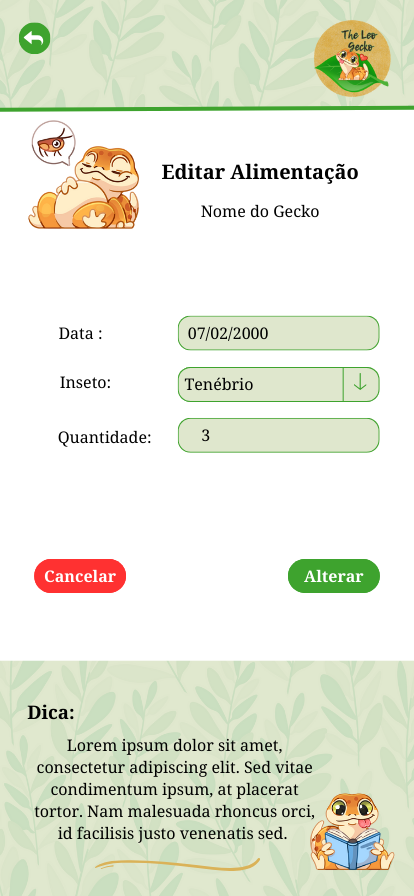 The Leo
Gecko
Editar Alimentação
Nome do Gecko
Data :
07/02/2000
Inseto:
Tenébrio
Quantidade:
3
Cancelar
Alterar
Dica:
Lorem ipsum dolor sit amet,
consectetur adipiscing elit. Sed vitae
condimentum ipsum, at placerat
tortor. Nam malesuada rhoncus orci,
id facilisis justo venenatis sed.